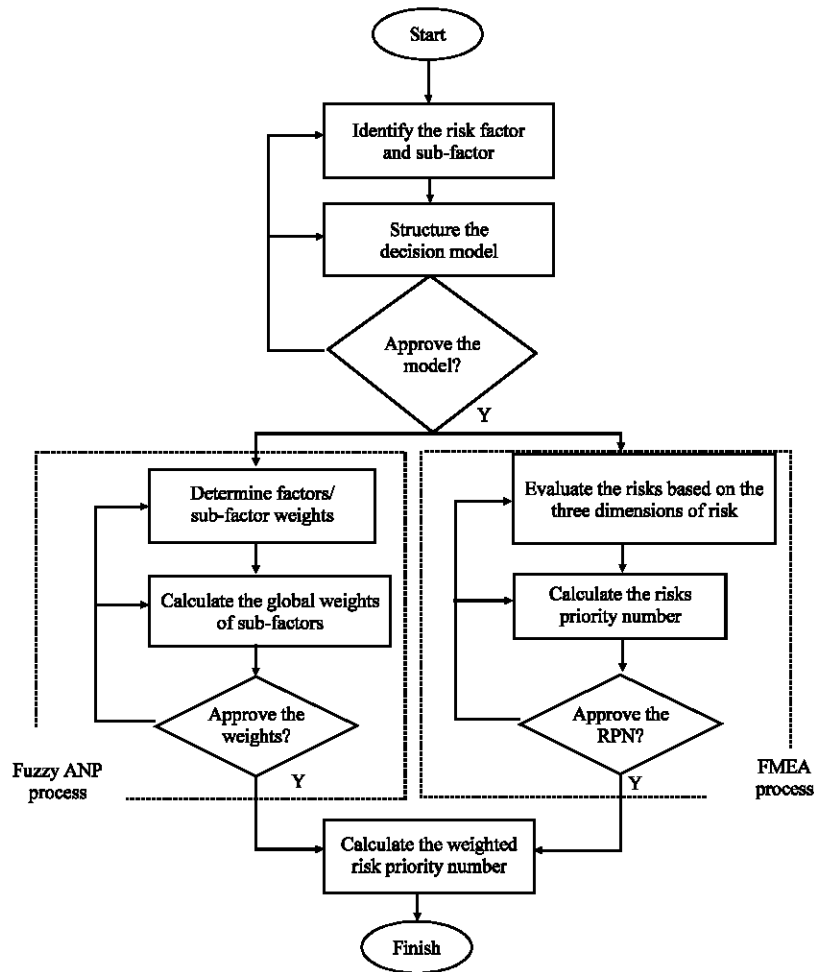 Start
Identify the risk factor
and sub-factor
Structure the
decision model
Approve the
model?
Y
Determine factors/
sub-factor weights
Calculate the global weights
of sub-factors
Approve the
weights?
Y
Fuzzy ANP
process
Evaluate the risks based on the
three dimensions of risk
Calculate the risks
priority number
Approve the
RPN?
Y
FMEA
process
Calculate the weighted
risk priority number
Finish